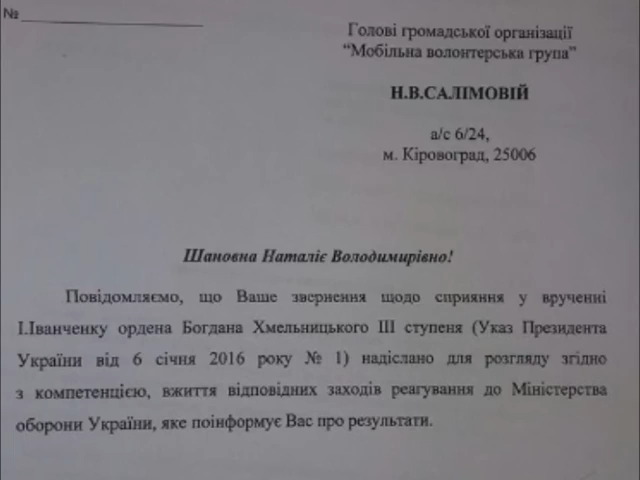 №
Голові громадської організації
“Мобільна волонтерська група”
Н.В.САЛІМОВІЙ
а/с 6/24,
м. Кіровоград, 25006
Шановна Наталіє Володимирівно!
Повідомляємо, що Ваше звернення щодо сприяння у врученні
І.Іванченку ордена Богдана Хмельницького ІІІ ступеня (Указ Президента
України від 6 січня 2016 року № 1) надіслано для розгляду згідно
з компетенцією, вжиття відповідних заходів реагування до Міністерства
оборони України, яке поінформує Вас про результати.